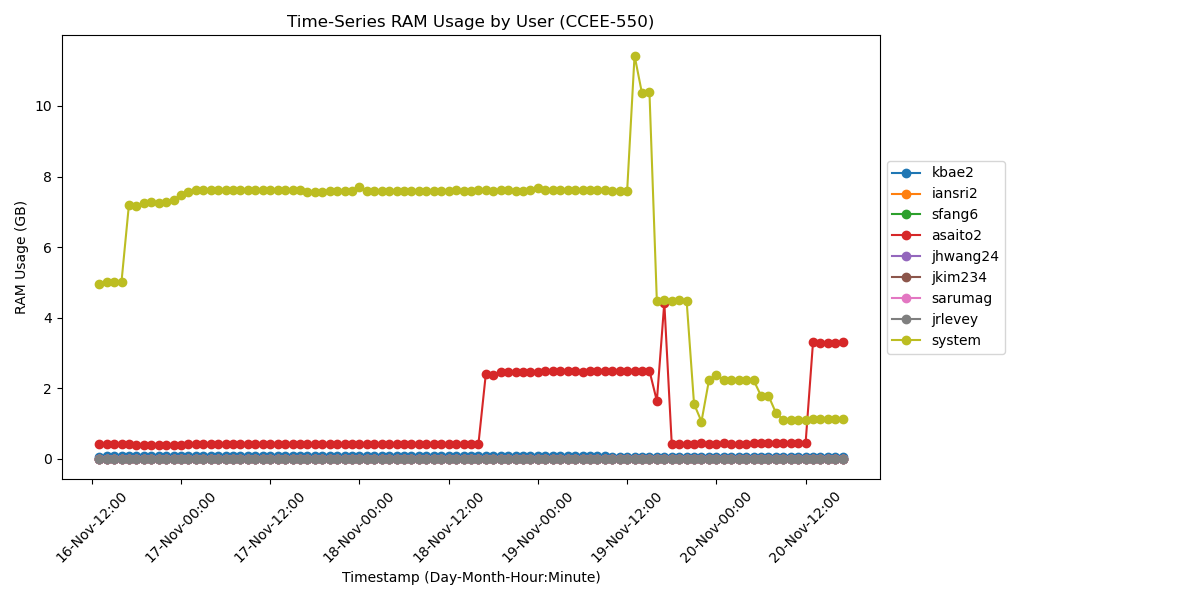 Time-Series RAM Usage by User (CCEE-550)
RAM Usage (GB)
10
8
6
4
2
0
16-Nov-12:00
17-Nov-00:00
17-Nov-12:00
18-Nov-00:00
18-Nov-12:00
19-Nov-00:00
19-Nov-12:00
20-Nov-00:00
20-Nov-12:00
Timestamp (Day-Month-Hour:Minute)
kbae2
iansri2
sfang6
asaito2
jhwang24
jkim234
sarumag
jrlevey
system